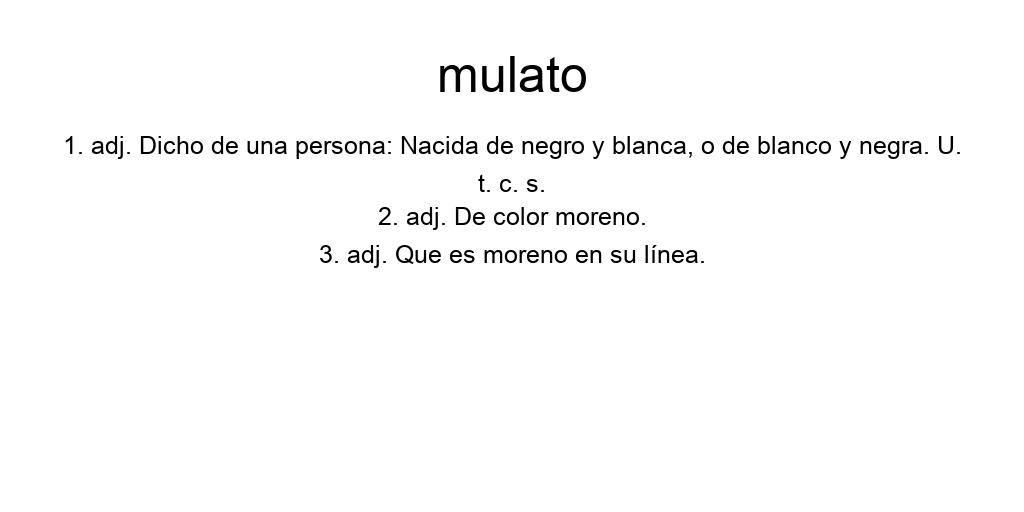 mulato
1. adj. Dicho de una persona: Nacida de negro y blanca, o de blanco y negra. U.
t. c. s.
2. adj. De color moreno.
3. adj. Que es moreno en su línea.